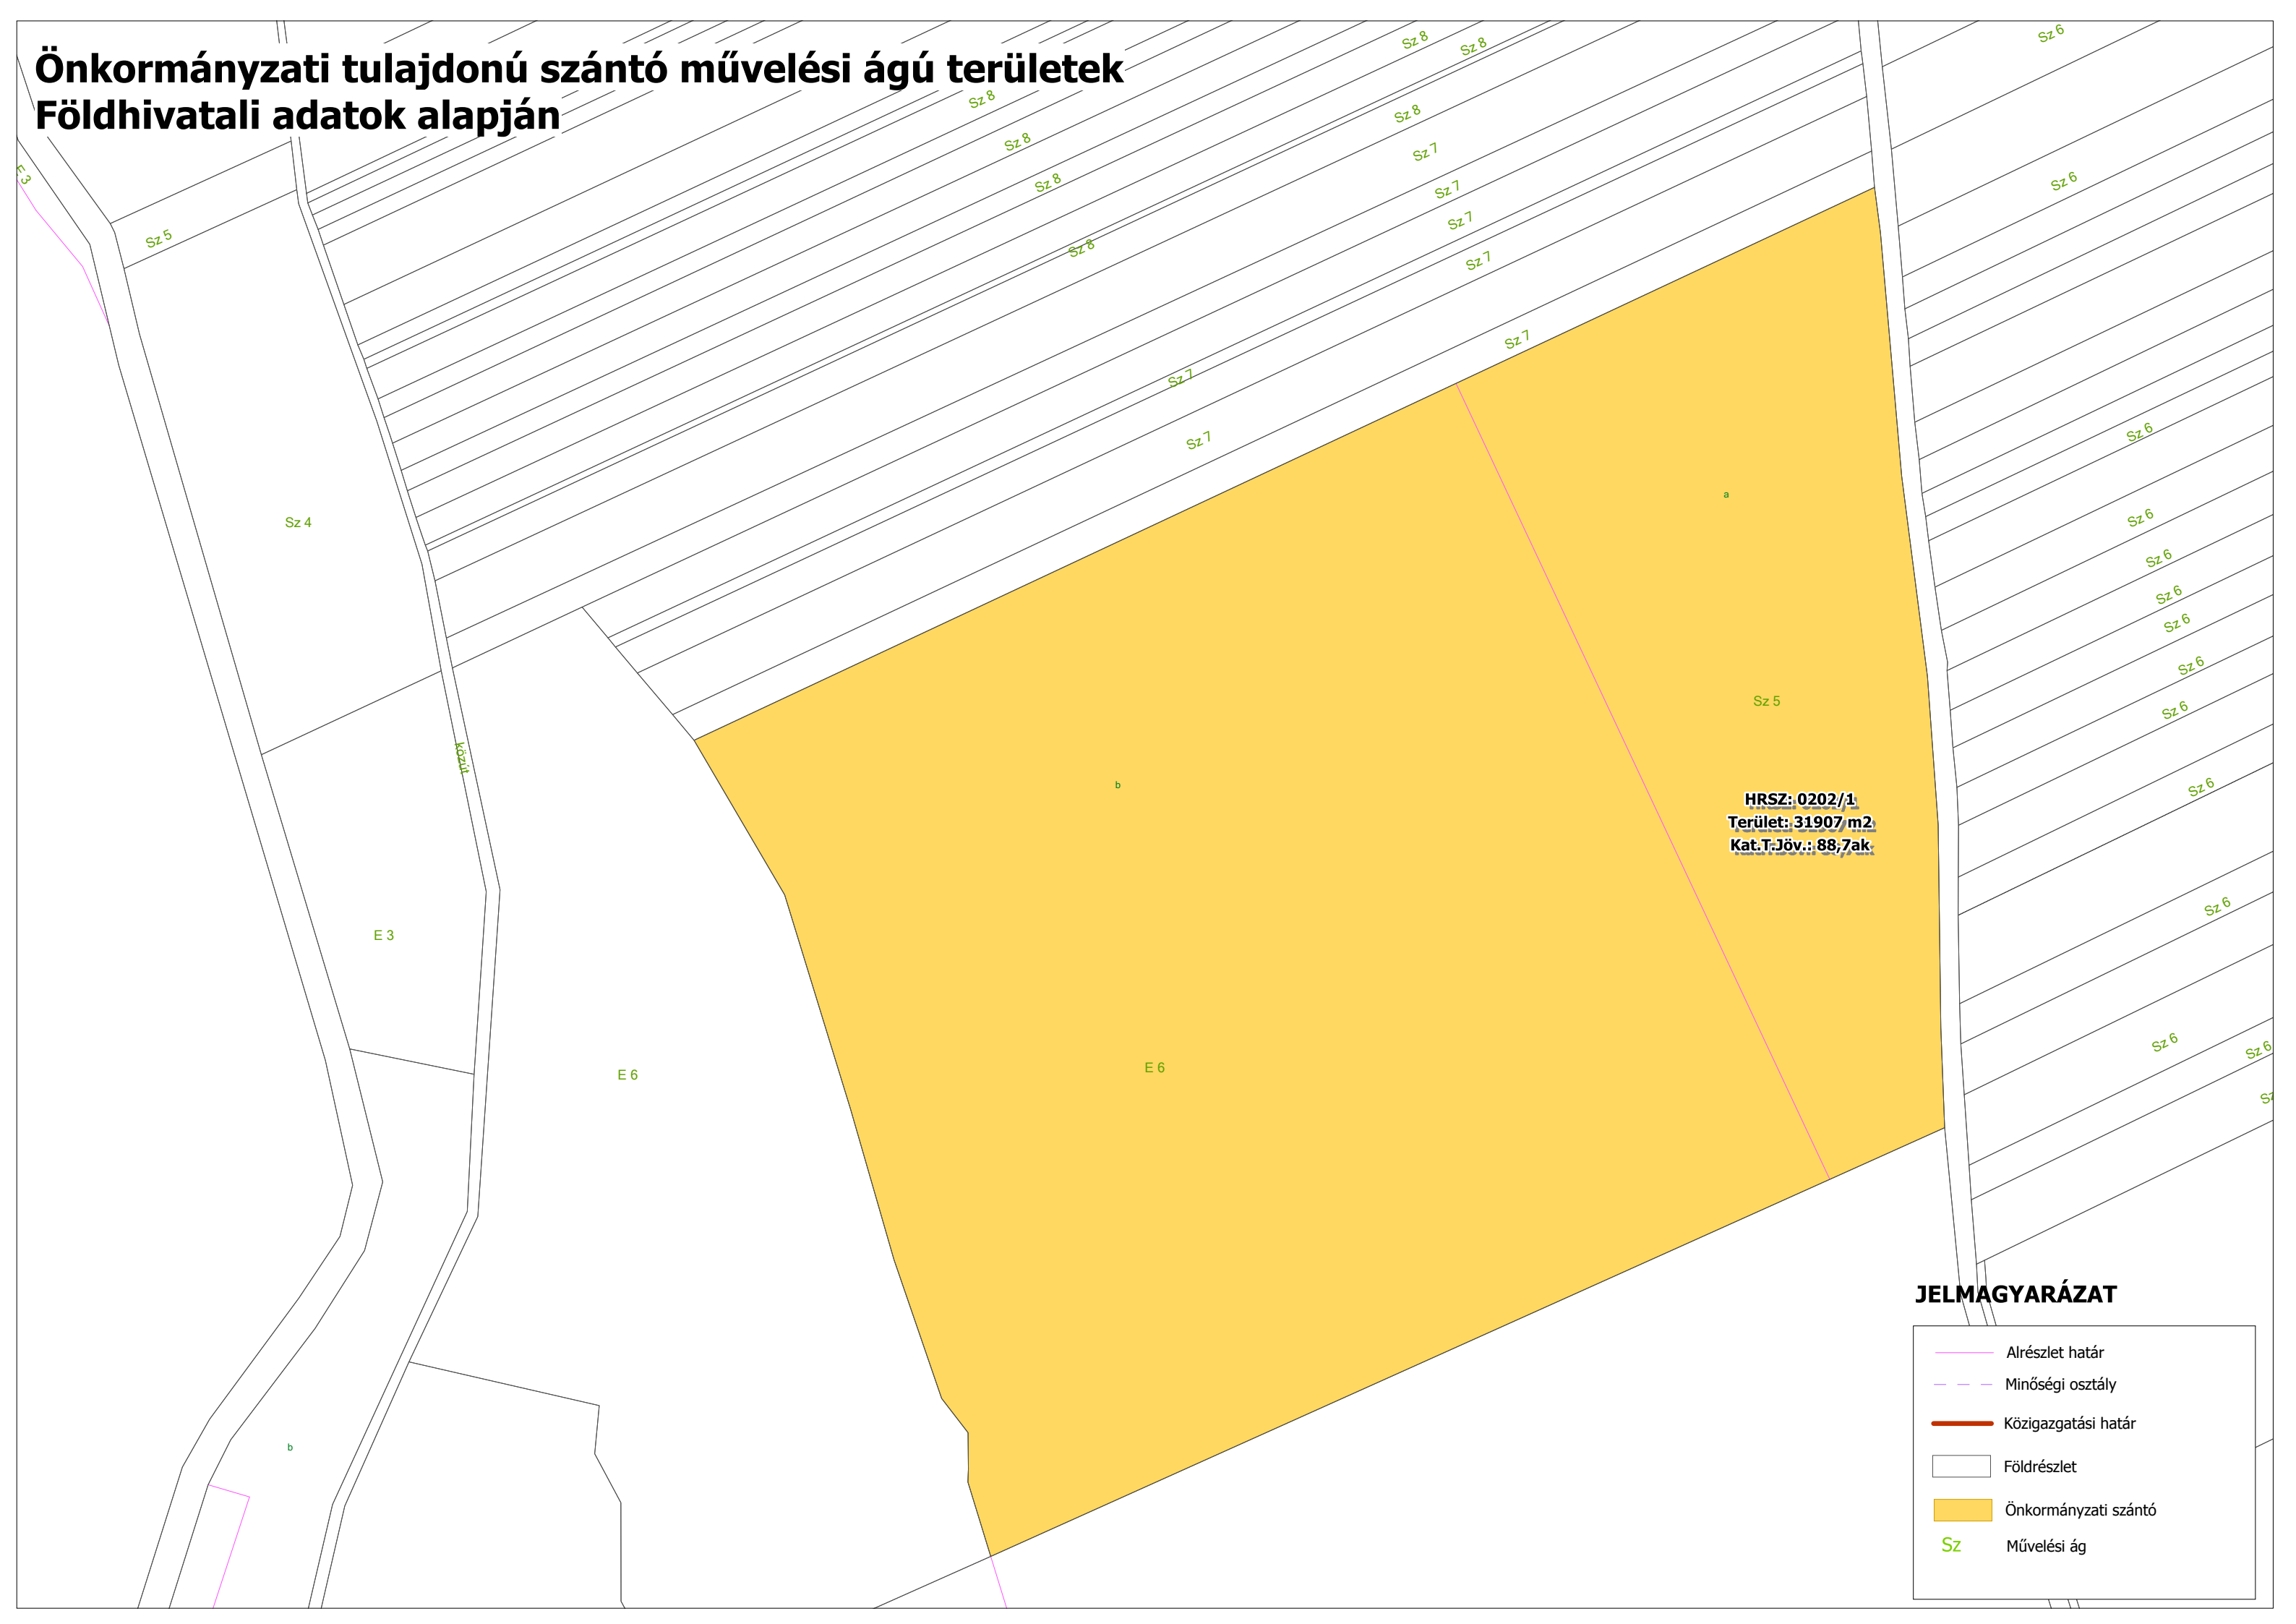 Önkormányzati tulajdonú szántó művelési ágú területek
Földhivatali adatok alapján
Sz 8
Sz 8
Sz 6
Sz 8
Sz 8
Sz 8
Sz 7
E 3
Sz 8
Sz 7
Sz 6
Sz 5
Sz 8
Sz 7
Sz 7
Sz 7
Sz 7
Sz 7
Sz 6
Sz 4
a
Sz 6
Sz 6
Sz 6
Sz 6
Sz 6
Sz 5
Sz 6
közút
b
Sz 6
HRSZ: 0202/1
Terület: 31907 m2
Kat.T.Jöv.: 88,7ak
E 3
Sz 6
E 6
E 6
Sz 6
Sz 6
Sz
JELMAGYARÁZAT
Alrészlet határ
Minőségi osztály
Közigazgatási határ
Földrészlet
Önkormányzati szántó
Sz Művelési ág
b